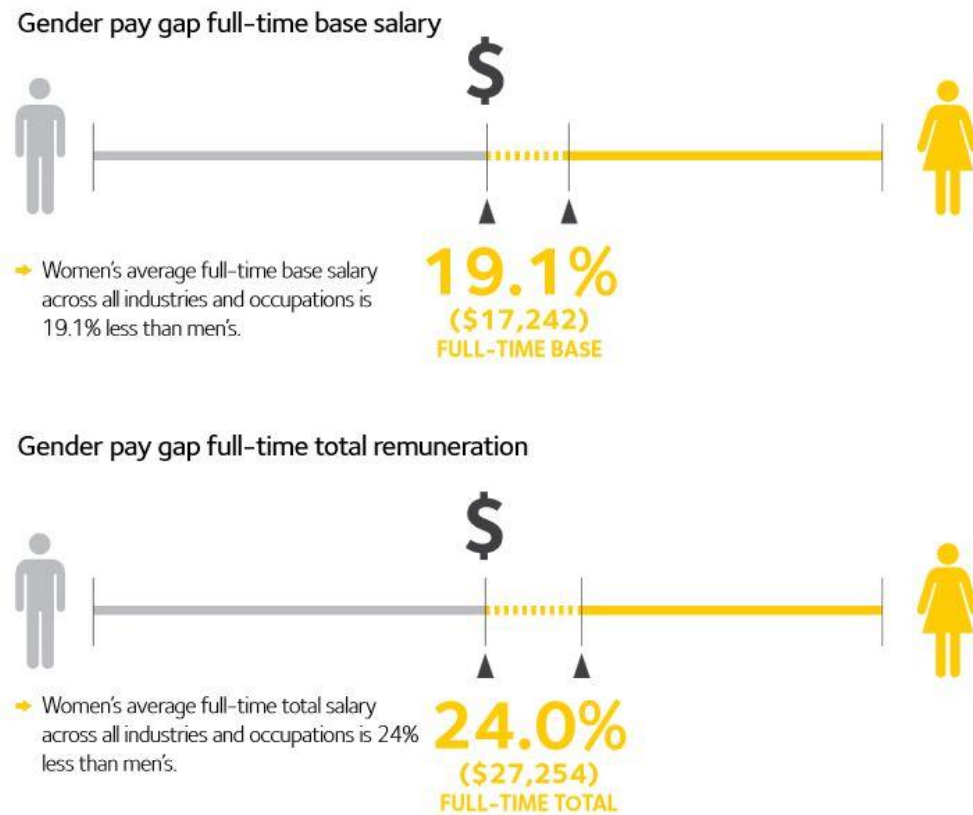 Gender pay gap full-time base salary
$
Women's average full-time base salary
across all industries and occupations is
19.1% less than men's.
19.1%
($17,242)
FULL-TIME BASE
Gender pay gap full-time total remuneration
$
Women's average full-time total salary
across all industries and occupations is 24%
less than men's.
24.0%
($27,254)
FULL-TIME TOTAL